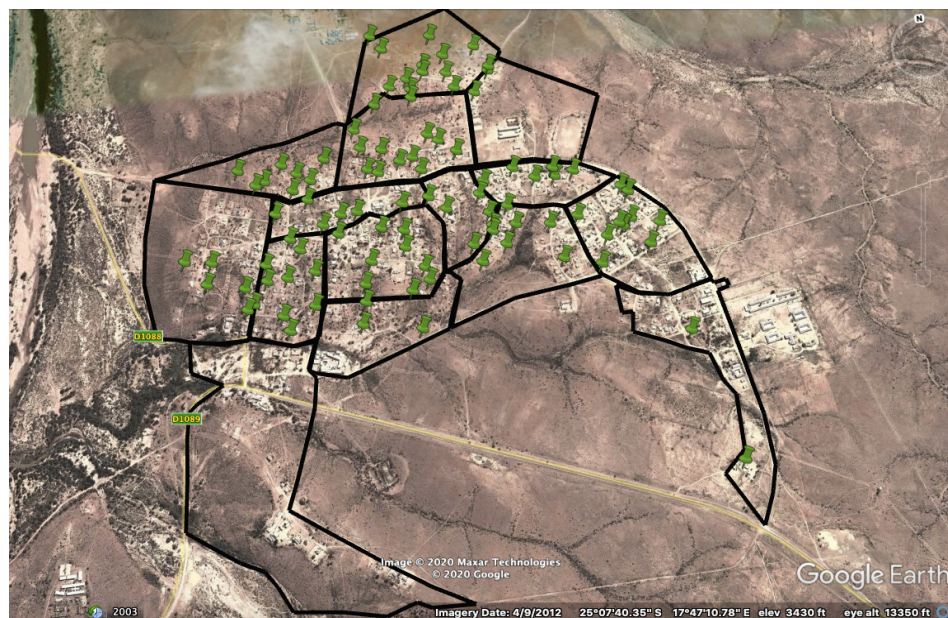 N
D1088
D1089
Image © 2020 Maxar Technologies
© 2020 Google
Google Earth
2003
Imagery Date: 4/9/2012 25°07'40.35" S 17°47'10.78" E elev 3430 ft eye alt 13350 ft